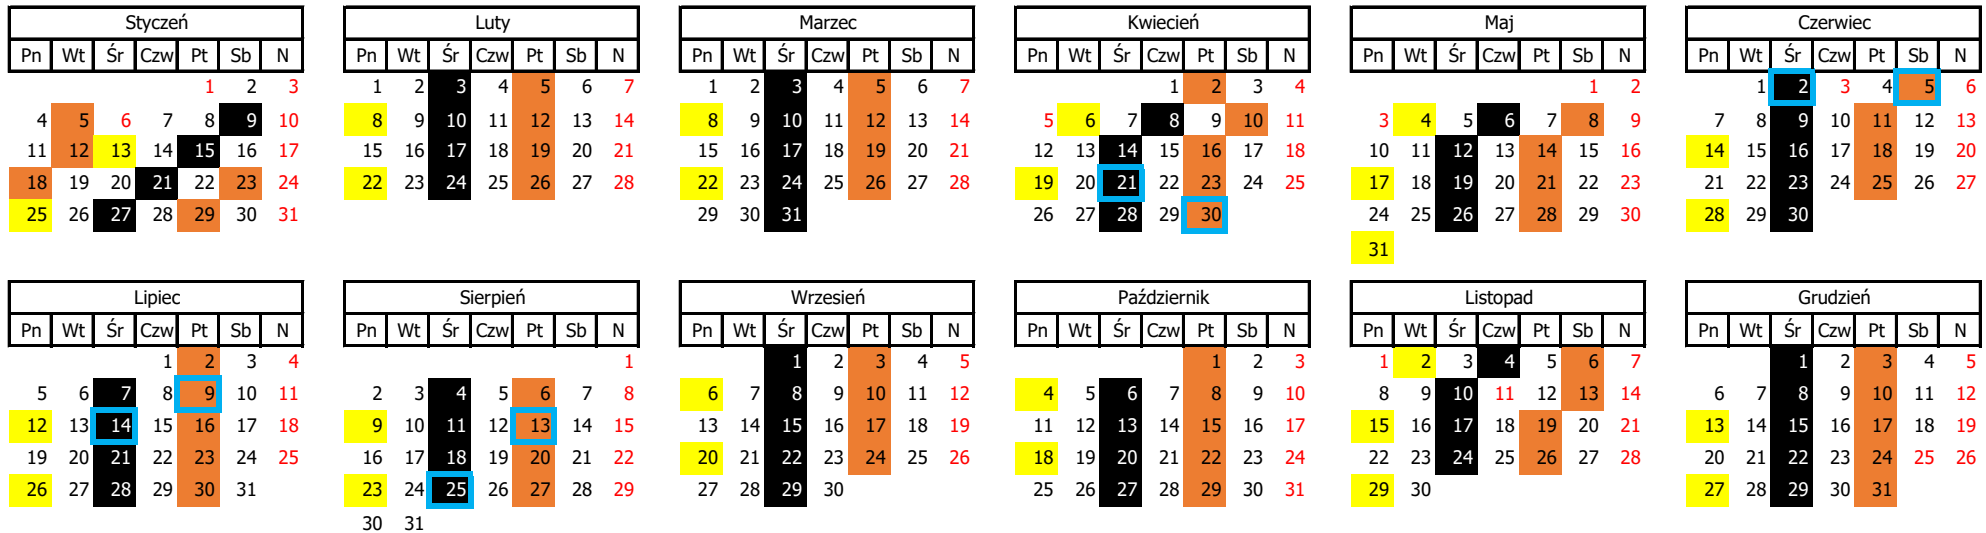 Styczeń Luty Marzec Kwiecień Maj Czerwiec
Pn Wt Śr Czw Pt Sb N Pn Wt Śr Czw Pt Sb N Pn Wt Śr Czw Pt Sb N Pn Wt Śr Czw Pt Sb N Pn Wt Śr Czw Pt Sb N Pn Wt Śr Czw Pt Sb N
1 2 3 1 2 3 4 5 6 7 1 2 3 4 5 6 7 1 2 3 4 1 2 1 2 3 4 5 6
4 5 6 7 8 9 10 8 9 10 11 12 13 14 8 9 10 11 12 13 14 5 6 7 8 9 10 11 3 4 5 6 7 8 9 7 8 9 10 11 12 13
11 12 13 14 15 16 17 15 16 17 18 19 20 21 15 16 17 18 19 20 21 12 13 14 15 16 17 18 10 11 12 13 14 15 16 14 15 16 17 18 19 20
18 19 20 21 22 23 24 22 23 24 25 26 27 28 22 23 24 25 26 27 28 19 20 21 22 23 24 25 17 18 19 20 21 22 23 21 22 23 24 25 26 27
25 26 27 28 29 30 31 29 30 31 26 27 28 29 30 24 25 26 27 28 29 30 28 29 30
31
Lipiec Sierpień Wrzesień Październik Listopad Grudzień
Pn Wt Śr Czw Pt Sb N Pn Wt Śr Czw Pt Sb N Pn Wt Śr Czw Pt Sb N Pn Wt Śr Czw Pt Sb N Pn Wt Śr Czw Pt Sb N Pn Wt Śr Czw Pt Sb N
1 2 3 4 1 1 2 3 4 5 1 2 3 1 2 3 4 5 6 7 1 2 3 4 5
5 6 7 8 9 10 11 2 3 4 5 6 7 8 6 7 8 9 10 11 12 4 5 6 7 8 9 10 8 9 10 11 12 13 14 6 7 8 9 10 11 12
12 13 14 15 16 17 18 9 10 11 12 13 14 15 13 14 15 16 17 18 19 11 12 13 14 15 16 17 15 16 17 18 19 20 21 13 14 15 16 17 18 19
19 20 21 22 23 24 25 16 17 18 19 20 21 22 20 21 22 23 24 25 26 18 19 20 21 22 23 24 22 23 24 25 26 27 28 20 21 22 23 24 25 26
26 27 28 29 30 31 23 24 25 26 27 28 29 27 28 29 30 25 26 27 28 29 30 31 29 30 27 28 29 30 31
30 31